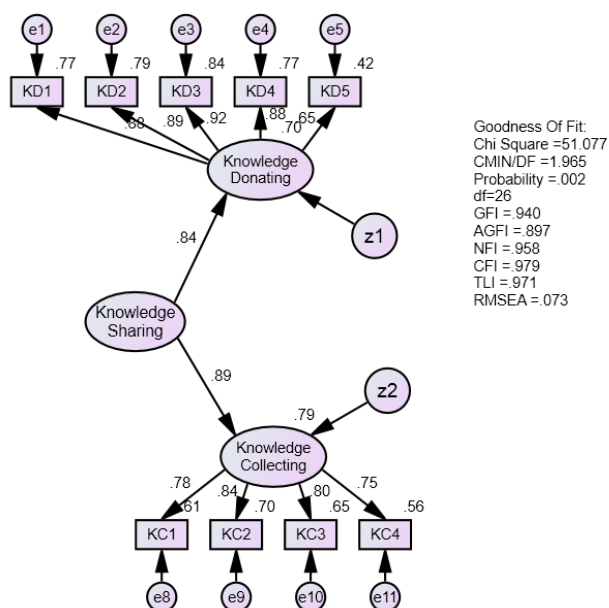 e1 e2 e3 e4 e5
.77 .79 .84 .77 .42
KD1 KD2 KD3 KD4 KD5
.88 .89 .92 .88 .65
.70
Knowledge
Donating
z1
.84
Knowledge
Sharing
.89
z2
.79
Knowledge
Collecting
.78 .84 .80 .75
.61 .70 .65 .56
KC1 KC2 KC3 KC4
e8 e9 e10 e11
Goodness Of Fit:
Chi Square =51.077
CMIN/DF =1.965
Probability =.002
df=26
GFI =.940
AGFI =.897
NFI =.958
CFI =.979
TLI =.971
RMSEA =.073